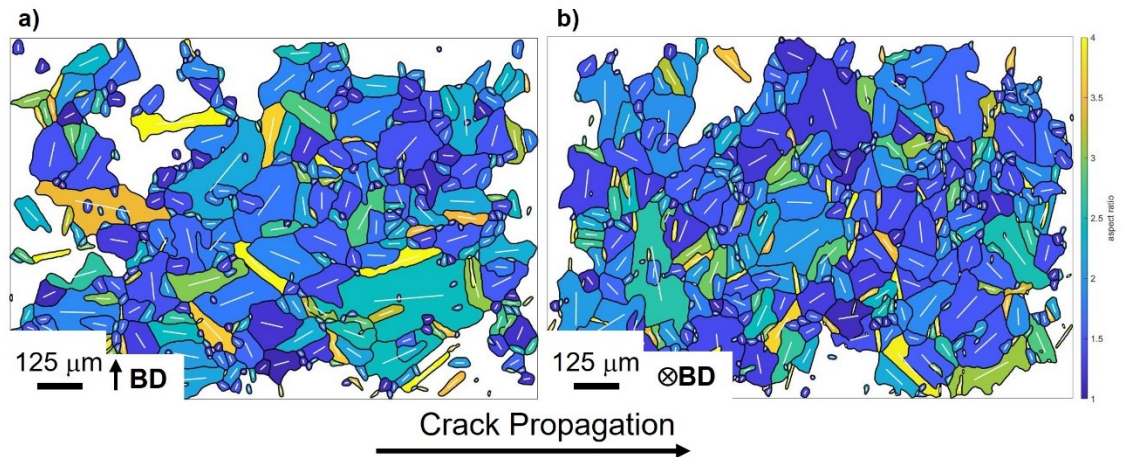 a)
b)
4
3.5
3
2.5
2
1.5
1
aspect ratio
125 μm
BD
125 μm
⊗BD
Crack Propagation